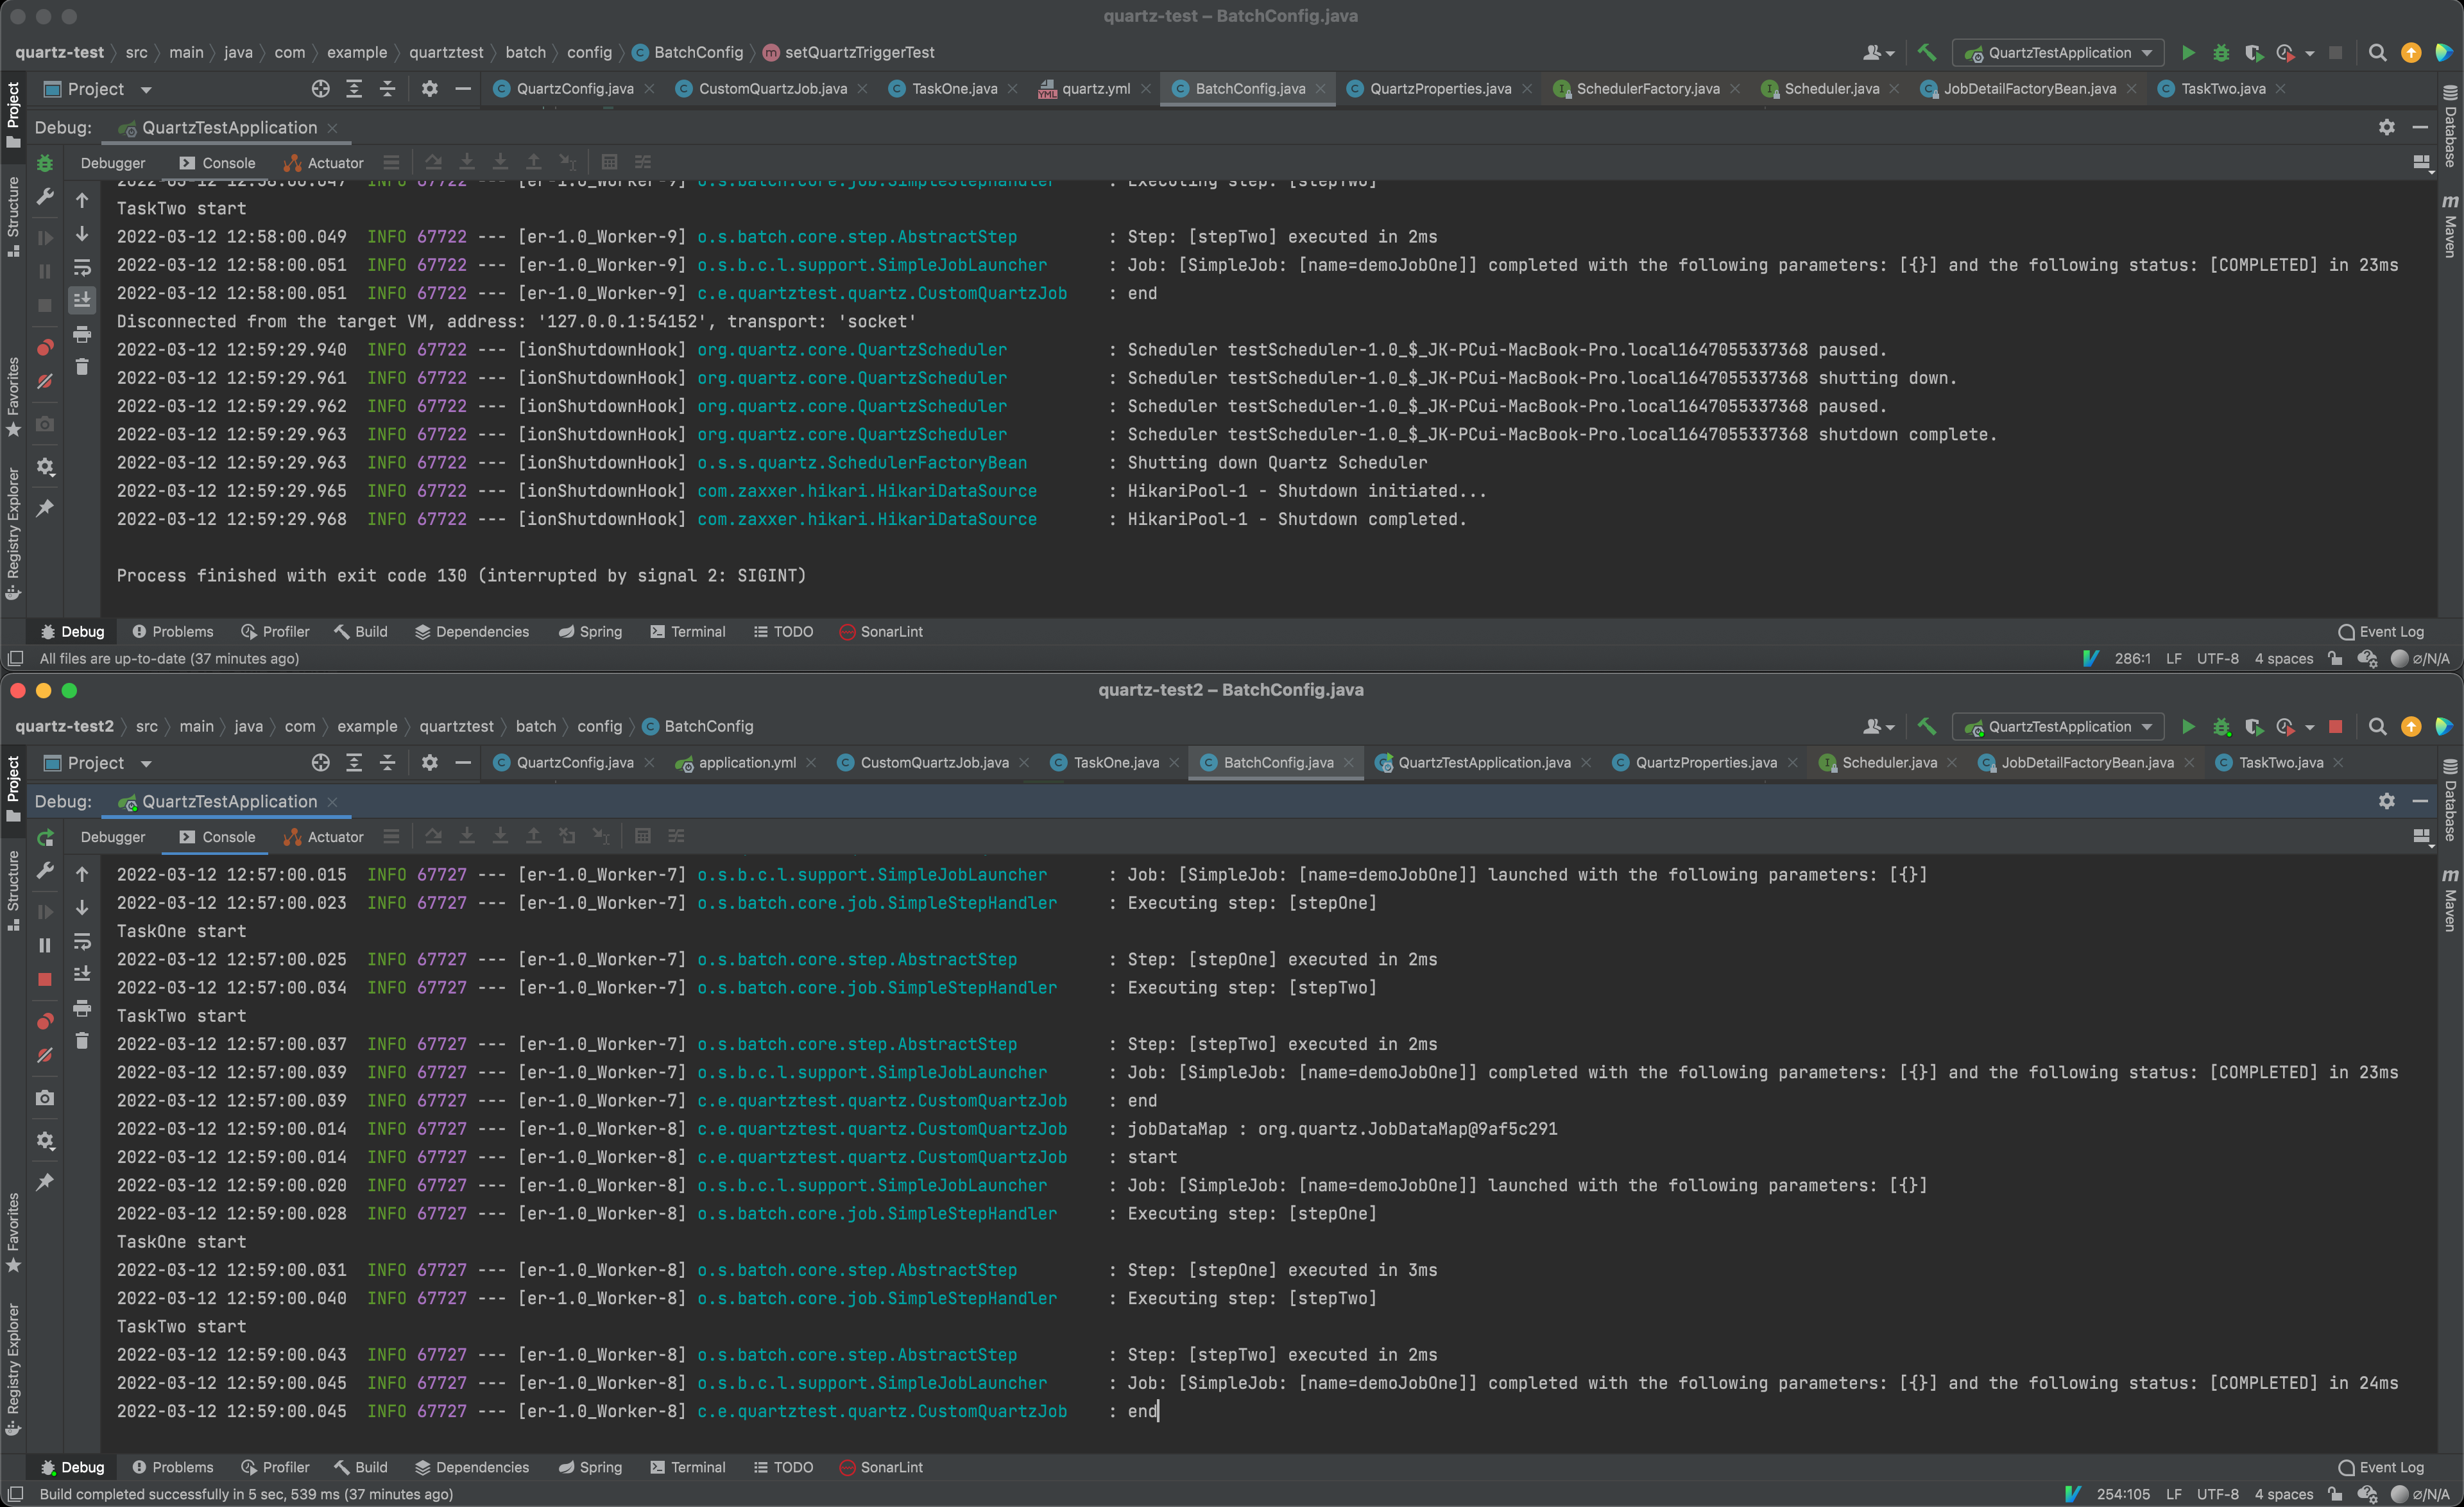 quartz-test – BatchConfig.java
quartz-test src main java com example quartztest batch config BatchConfig setQuartzTriggerTest QuartzTestApplication
Project QuartzConfig.java CustomQuartzJob.java TaskOne.java quartz.yml BatchConfig.java QuartzProperties.java SchedulerFactory.java Scheduler.java JobDetailFactoryBean.java TaskTwo.java
Debug: QuartzTestApplication
Debugger Console Actuator
2022-03-12 12:58:00.047 INFO 67722 --- [er-1.0_Worker-9] o.s.batch.core.job.SimpleStepHandler : Executing step: [stepTwo]
TaskTwo start
2022-03-12 12:58:00.049 INFO 67722 --- [er-1.0_Worker-9] o.s.batch.core.step.AbstractStep : Step: [stepTwo] executed in 2ms
2022-03-12 12:58:00.051 INFO 67722 --- [er-1.0_Worker-9] o.s.b.c.l.support.SimpleJobLauncher : Job: [SimpleJob: [name=demoJobOne]] completed with the following parameters: [{}] and the following status: [COMPLETED] in 23ms
2022-03-12 12:58:00.051 INFO 67722 --- [er-1.0_Worker-9] c.e.quartztest.quartz.CustomQuartzJob : end
Disconnected from the target VM, address: '127.0.0.1:54152', transport: 'socket'
2022-03-12 12:59:29.940 INFO 67722 --- [ionShutdownHook] org.quartz.core.QuartzScheduler : Scheduler testScheduler-1.0_$_JK-PCui-MacBook-Pro.local1647055337368 paused.
2022-03-12 12:59:29.961 INFO 67722 --- [ionShutdownHook] org.quartz.core.QuartzScheduler : Scheduler testScheduler-1.0_$_JK-PCui-MacBook-Pro.local1647055337368 shutting down.
2022-03-12 12:59:29.962 INFO 67722 --- [ionShutdownHook] org.quartz.core.QuartzScheduler : Scheduler testScheduler-1.0_$_JK-PCui-MacBook-Pro.local1647055337368 paused.
2022-03-12 12:59:29.963 INFO 67722 --- [ionShutdownHook] org.quartz.core.QuartzScheduler : Scheduler testScheduler-1.0_$_JK-PCui-MacBook-Pro.local1647055337368 shutdown complete.
2022-03-12 12:59:29.963 INFO 67722 --- [ionShutdownHook] o.s.s.quartz.SchedulerFactoryBean : Shutting down Quartz Scheduler
2022-03-12 12:59:29.965 INFO 67722 --- [ionShutdownHook] com.zaxxer.hikari.HikariDataSource : HikariPool-1 - Shutdown initiated...
2022-03-12 12:59:29.968 INFO 67722 --- [ionShutdownHook] com.zaxxer.hikari.HikariDataSource : HikariPool-1 - Shutdown completed.
Process finished with exit code 130 (interrupted by signal 2: SIGINT)
Project
Structure
Favorites
Registry Explorer
Database
Maven
Debug Problems Profiler Build Dependencies Spring Terminal TODO SonarLint Event Log
All files are up-to-date (37 minutes ago) 286:1 LF UTF-8 4 spaces ⌀/N/A
quartz-test2 – BatchConfig.java
quartz-test2 src main java com example quartztest batch config BatchConfig QuartzTestApplication
Project QuartzConfig.java application.yml CustomQuartzJob.java TaskOne.java BatchConfig.java QuartzTestApplication.java QuartzProperties.java Scheduler.java JobDetailFactoryBean.java TaskTwo.java
Debug: QuartzTestApplication
Debugger Console Actuator
2022-03-12 12:57:00.015 INFO 67727 --- [er-1.0_Worker-7] o.s.b.c.l.support.SimpleJobLauncher : Job: [SimpleJob: [name=demoJobOne]] launched with the following parameters: [{}]
2022-03-12 12:57:00.023 INFO 67727 --- [er-1.0_Worker-7] o.s.batch.core.job.SimpleStepHandler : Executing step: [stepOne]
TaskOne start
2022-03-12 12:57:00.025 INFO 67727 --- [er-1.0_Worker-7] o.s.batch.core.step.AbstractStep : Step: [stepOne] executed in 2ms
2022-03-12 12:57:00.034 INFO 67727 --- [er-1.0_Worker-7] o.s.batch.core.job.SimpleStepHandler : Executing step: [stepTwo]
TaskTwo start
2022-03-12 12:57:00.037 INFO 67727 --- [er-1.0_Worker-7] o.s.batch.core.step.AbstractStep : Step: [stepTwo] executed in 2ms
2022-03-12 12:57:00.039 INFO 67727 --- [er-1.0_Worker-7] o.s.b.c.l.support.SimpleJobLauncher : Job: [SimpleJob: [name=demoJobOne]] completed with the following parameters: [{}] and the following status: [COMPLETED] in 23ms
2022-03-12 12:57:00.039 INFO 67727 --- [er-1.0_Worker-7] c.e.quartztest.quartz.CustomQuartzJob : end
2022-03-12 12:59:00.014 INFO 67727 --- [er-1.0_Worker-8] c.e.quartztest.quartz.CustomQuartzJob : jobDataMap : org.quartz.JobDataMap@9af5c291
2022-03-12 12:59:00.014 INFO 67727 --- [er-1.0_Worker-8] c.e.quartztest.quartz.CustomQuartzJob : start
2022-03-12 12:59:00.020 INFO 67727 --- [er-1.0_Worker-8] o.s.b.c.l.support.SimpleJobLauncher : Job: [SimpleJob: [name=demoJobOne]] launched with the following parameters: [{}]
2022-03-12 12:59:00.028 INFO 67727 --- [er-1.0_Worker-8] o.s.batch.core.job.SimpleStepHandler : Executing step: [stepOne]
TaskOne start
2022-03-12 12:59:00.031 INFO 67727 --- [er-1.0_Worker-8] o.s.batch.core.step.AbstractStep : Step: [stepOne] executed in 3ms
2022-03-12 12:59:00.040 INFO 67727 --- [er-1.0_Worker-8] o.s.batch.core.job.SimpleStepHandler : Executing step: [stepTwo]
TaskTwo start
2022-03-12 12:59:00.043 INFO 67727 --- [er-1.0_Worker-8] o.s.batch.core.step.AbstractStep : Step: [stepTwo] executed in 2ms
2022-03-12 12:59:00.045 INFO 67727 --- [er-1.0_Worker-8] o.s.b.c.l.support.SimpleJobLauncher : Job: [SimpleJob: [name=demoJobOne]] completed with the following parameters: [{}] and the following status: [COMPLETED] in 24ms
2022-03-12 12:59:00.045 INFO 67727 --- [er-1.0_Worker-8] c.e.quartztest.quartz.CustomQuartzJob : end
Project
Structure
Favorites
Registry Explorer
Database
Maven
Debug Problems Profiler Build Dependencies Spring Terminal TODO SonarLint Event Log
Build completed successfully in 5 sec, 539 ms (37 minutes ago) 254:105 LF UTF-8 4 spaces ⌀/N/A